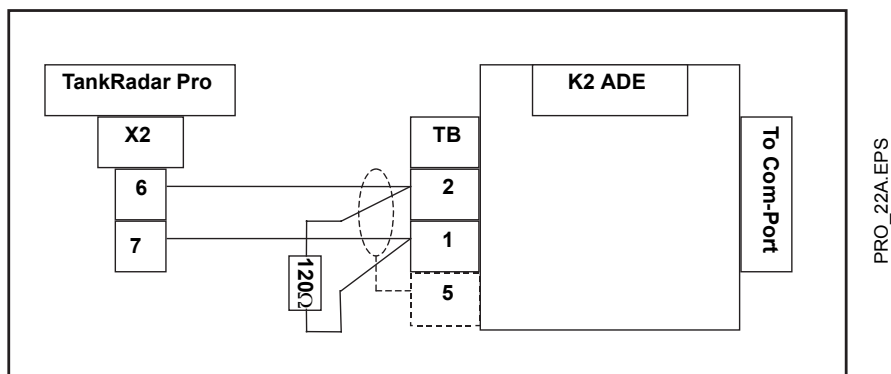 TankRadar Pro
K2 ADE
X2
TB
To Com-Port
6
2
7
1
120Ω
5
PRO_22A.EPS